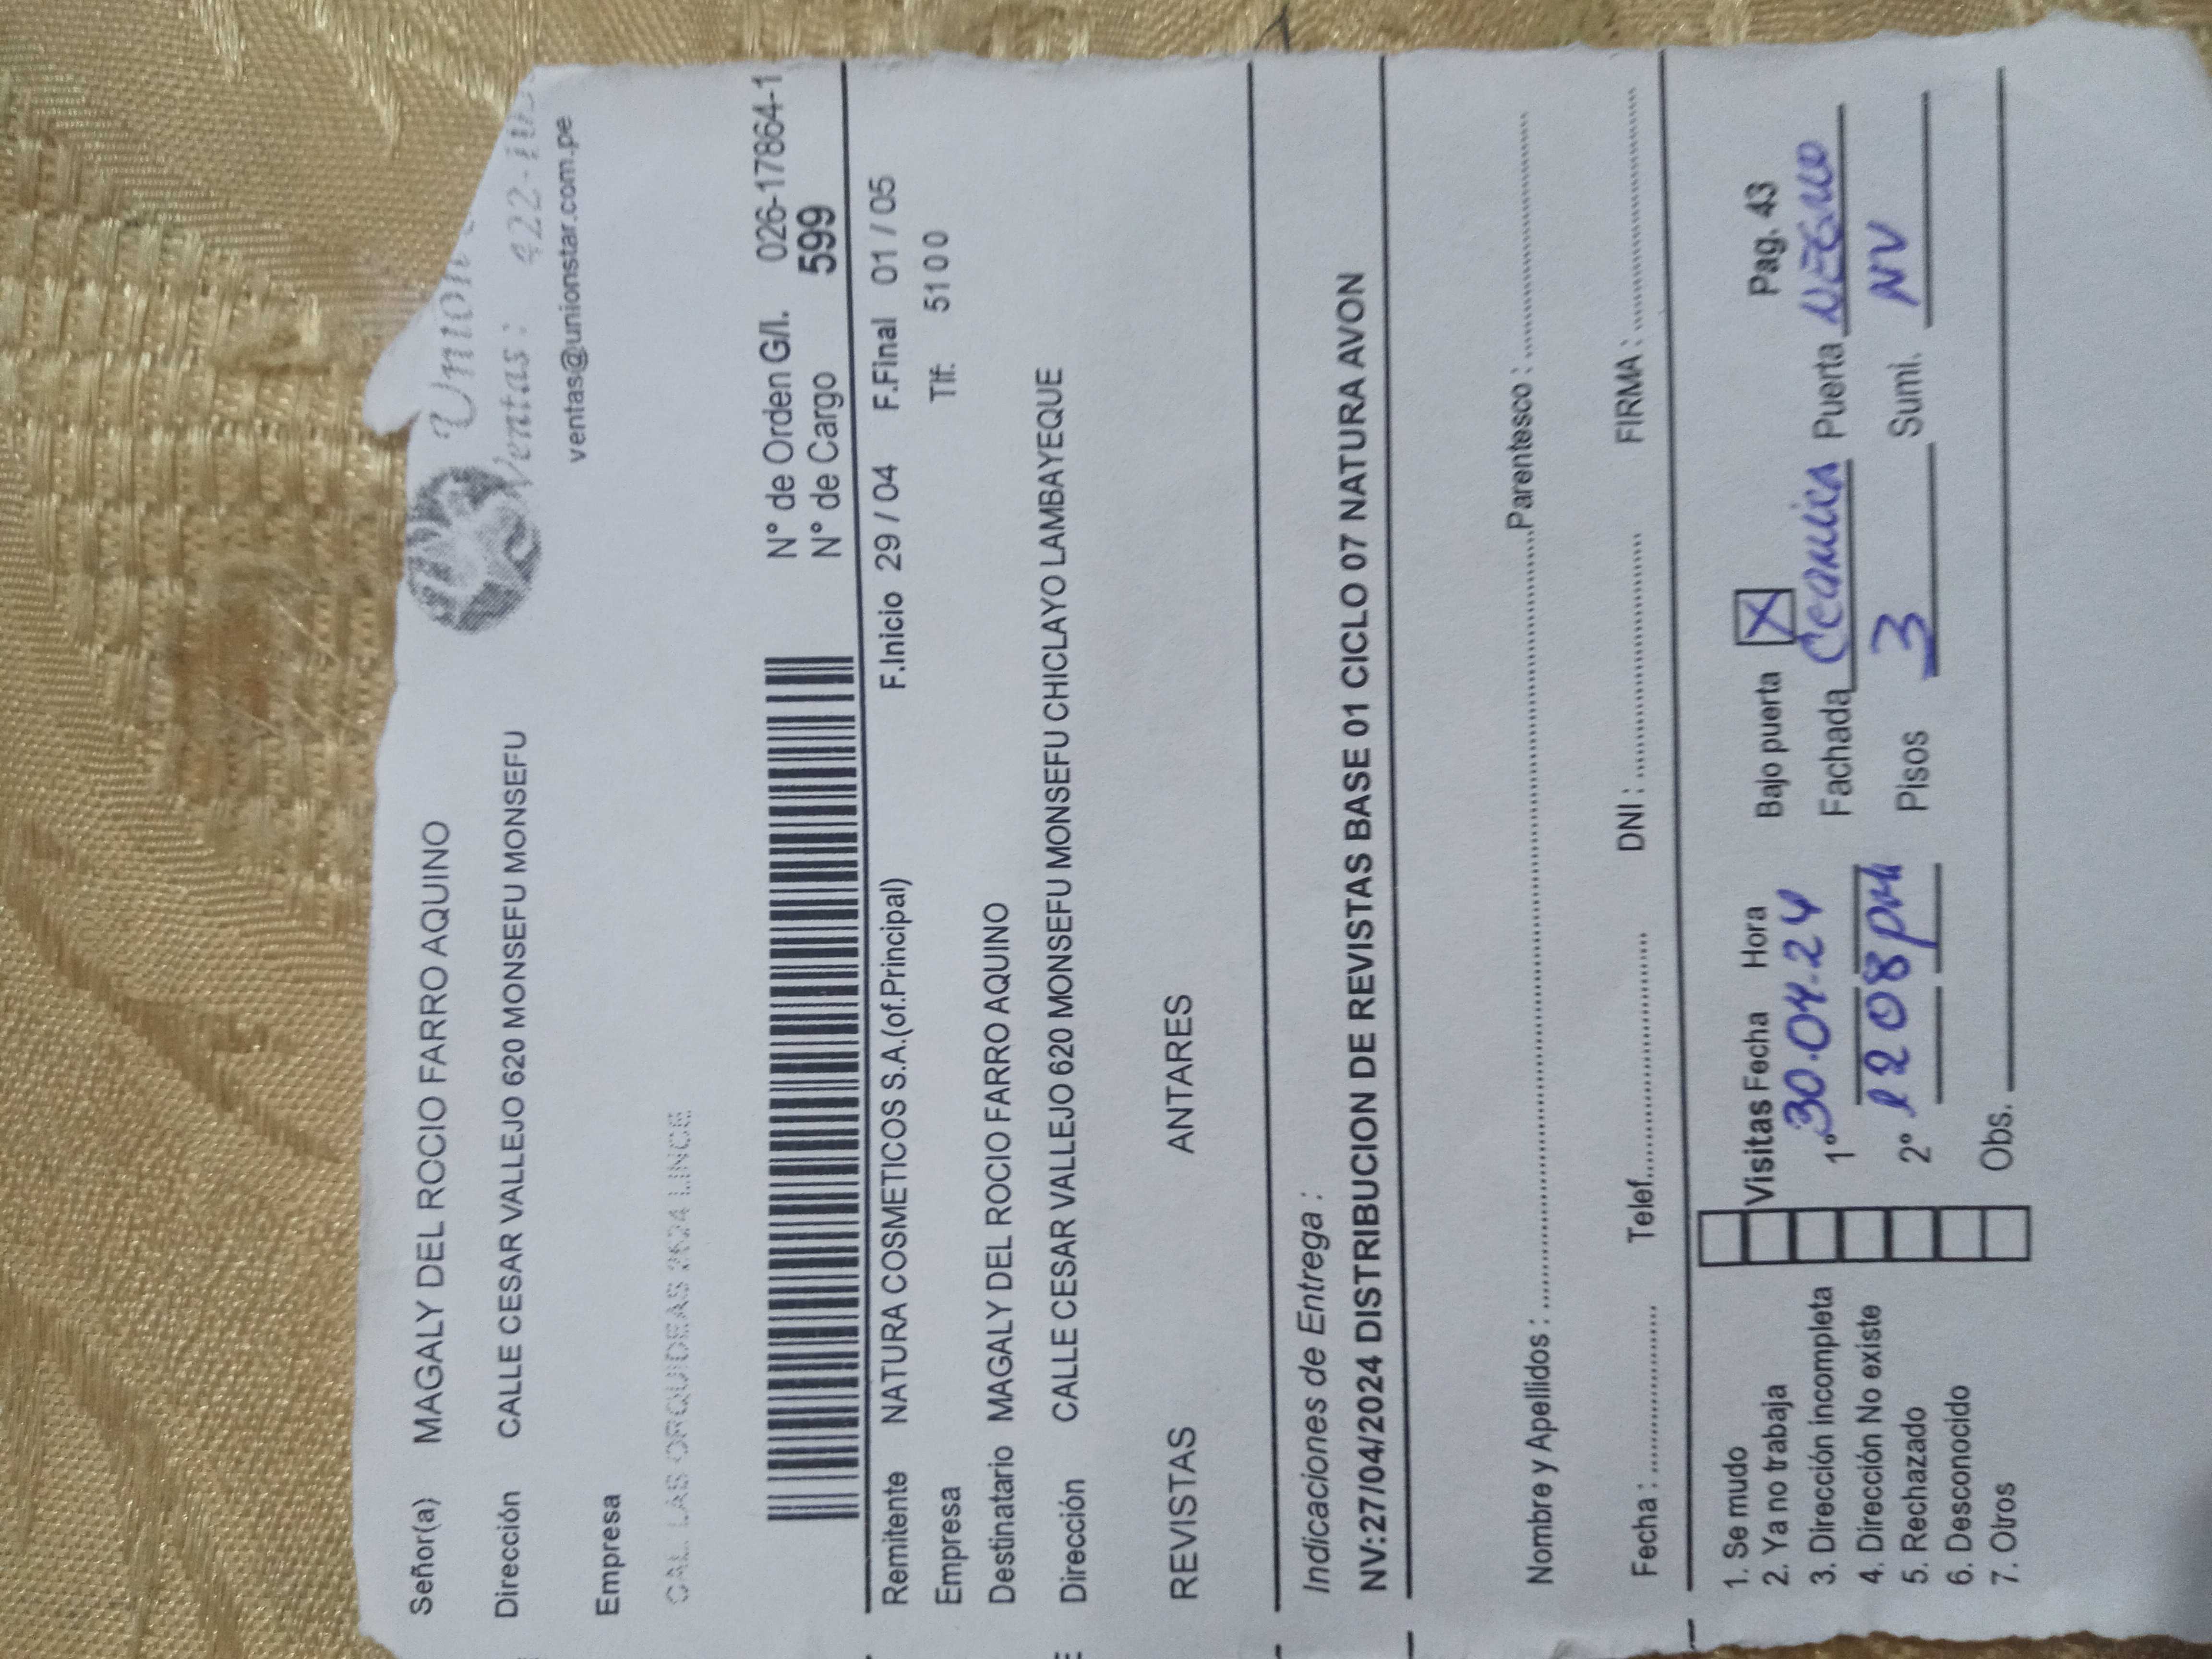 Señor(a) MAGALY DEL ROCIO FARRO AQUINO
Union
Ventas: 422-
Dirección CALLE CESAR VALLEJO 620 MONSEFU MONSEFU
ventas@unionstar.com.pe
Empresa
CAL. LAS ORQUIDEAS 2624 LINCE
N° de Orden G/I. 026-17864-1
N° de Cargo 599
Remitente NATURA COSMETICOS S.A.(of.Principal) F.Inicio 29 / 04 F.Final 01 / 05
Empresa Tlf. 5100
Destinatario MAGALY DEL ROCIO FARRO AQUINO
Dirección CALLE CESAR VALLEJO 620 MONSEFU MONSEFU CHICLAYO LAMBAYEQUE
REVISTAS ANTARES
Indicaciones de Entrega :
NV:27/04/2024 DISTRIBUCION DE REVISTAS BASE 01 CICLO 07 NATURA AVON
Nombre y Apellidos : Parentesco :
Fecha : Telef. DNI : FIRMA :
1. Se mudo
2. Ya no trabaja Visitas Fecha Hora Bajo puerta X Pag. 43
3. Dirección incompleta 1° 30.04.24 Fachada Ceramica Puerta NEGRO
4. Dirección No existe
5. Rechazado 2° 12 08 pm Pisos 3 Sumi. NV
6. Desconocido
7. Otros Obs.